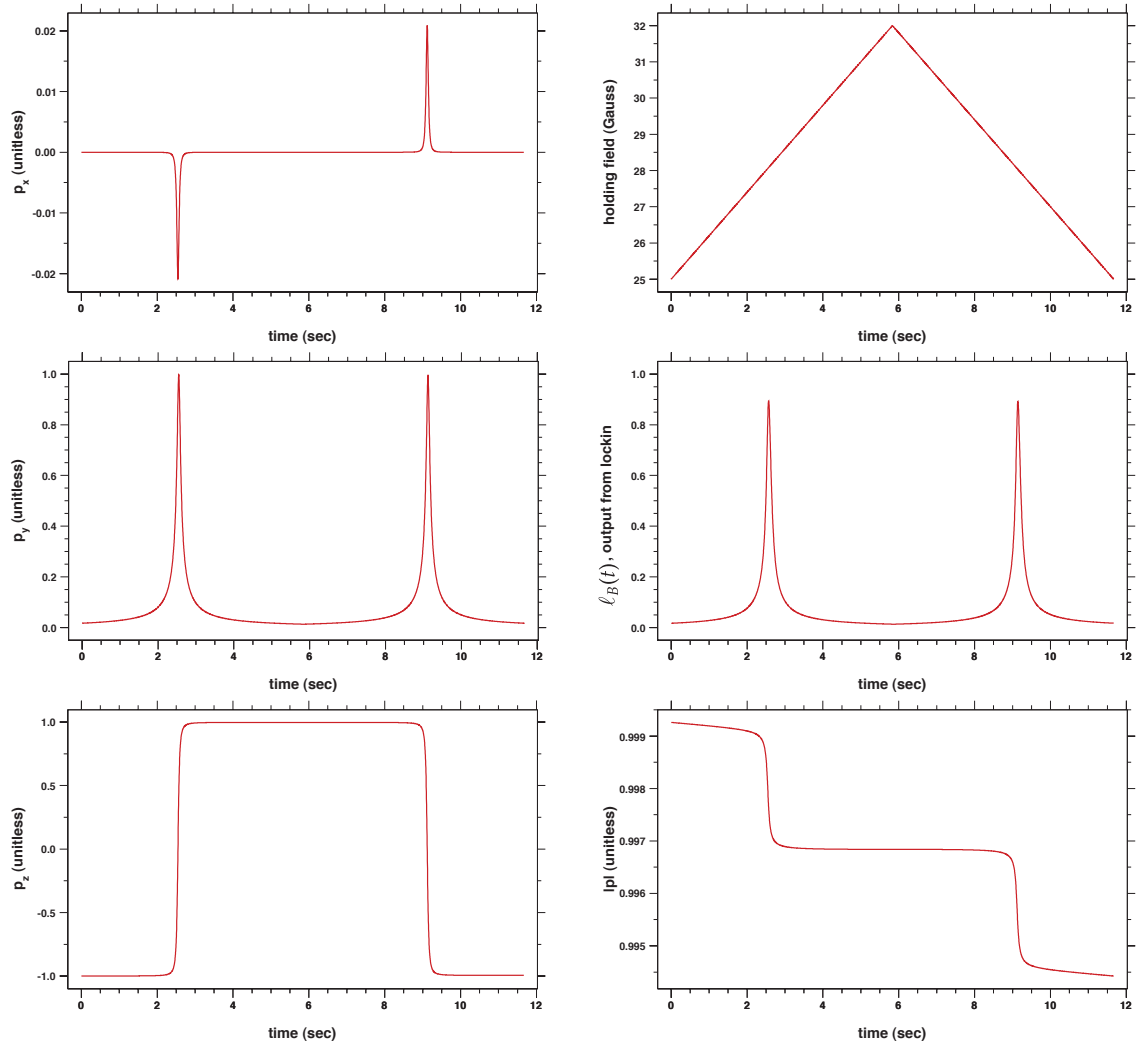 0.02
0.01
0.00
-0.01
-0.02
p_x (unitless)
0 2 4 6 8 10 12
time (sec)
32
31
30
29
28
27
26
25
holding field (Gauss)
0 2 4 6 8 10 12
time (sec)
1.0
0.8
0.6
0.4
0.2
0.0
p_y (unitless)
0 2 4 6 8 10 12
time (sec)
1.0
0.8
0.6
0.4
0.2
0.0
ℓ_B(t), output from lockin
0 2 4 6 8 10 12
time (sec)
1.0
0.5
0.0
-0.5
-1.0
p_z (unitless)
0 2 4 6 8 10 12
time (sec)
0.999
0.998
0.997
0.996
0.995
|p| (unitless)
0 2 4 6 8 10 12
time (sec)